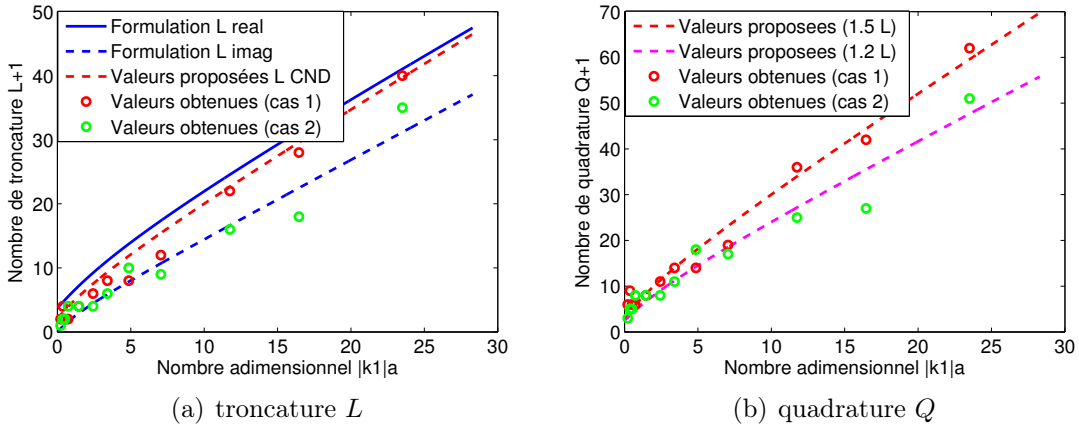 Nombre de troncature L+1
50
40
30
20
10
0
Formulation L real
Formulation L imag
Valeurs proposées L CND
Valeurs obtenues (cas 1)
Valeurs obtenues (cas 2)
0 5 10 15 20 25 30
Nombre adimensionnel |k1|a
(a) troncature L
Nombre de quadrature Q+1
70
60
50
40
30
20
10
0
Valeurs proposees (1.5 L)
Valeurs proposees (1.2 L)
Valeurs obtenues (cas 1)
Valeurs obtenues (cas 2)
0 5 10 15 20 25 30
Nombre adimensionnel |k1|a
(b) quadrature Q